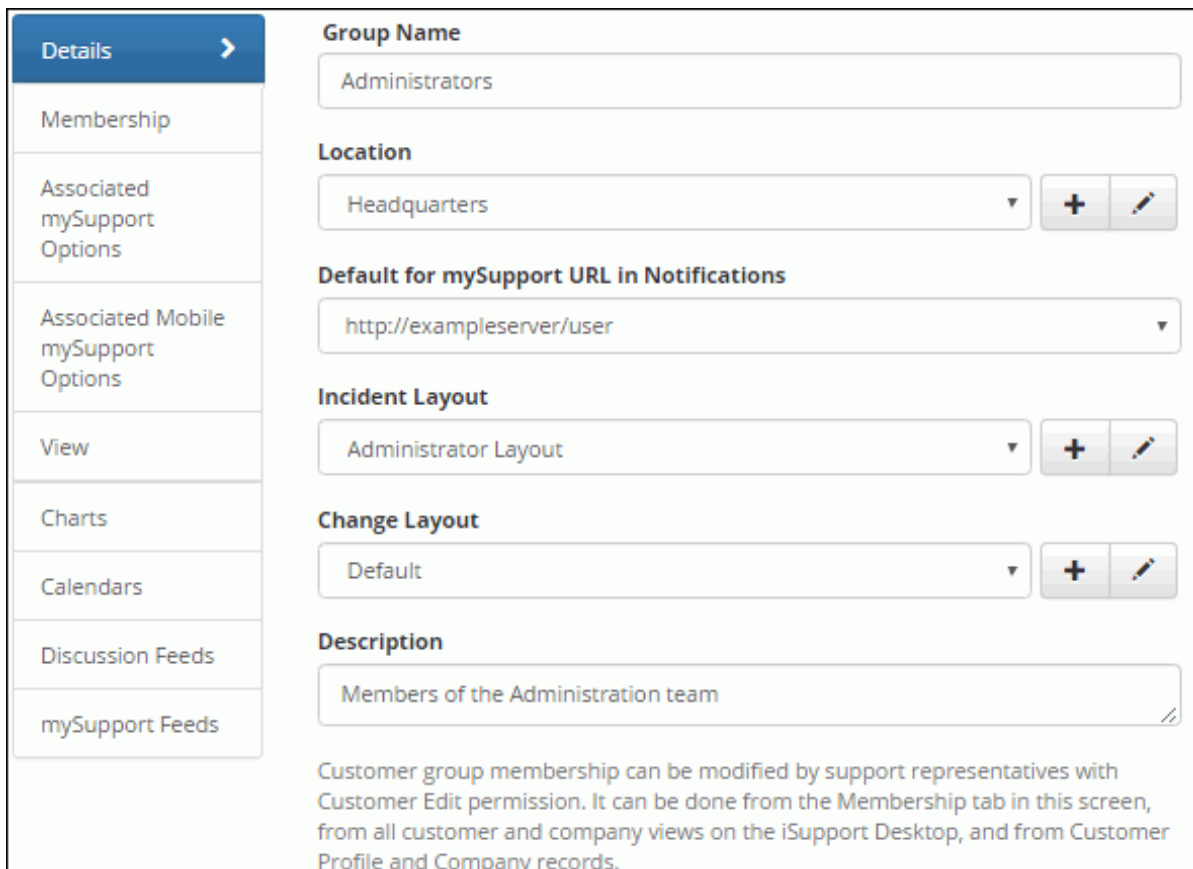 Details
Membership
Associated
mySupport
Options
Associated Mobile
mySupport
Options
View
Charts
Calendars
Discussion Feeds
mySupport Feeds
Group Name
Administrators
Location
Headquarters
Default for mySupport URL in Notifications
http://exampleserver/user
Incident Layout
Administrator Layout
Change Layout
Default
Description
Members of the Administration team
Customer group membership can be modified by support representatives with
Customer Edit permission. It can be done from the Membership tab in this screen,
from all customer and company views on the iSupport Desktop, and from Customer
Profile and Company records.